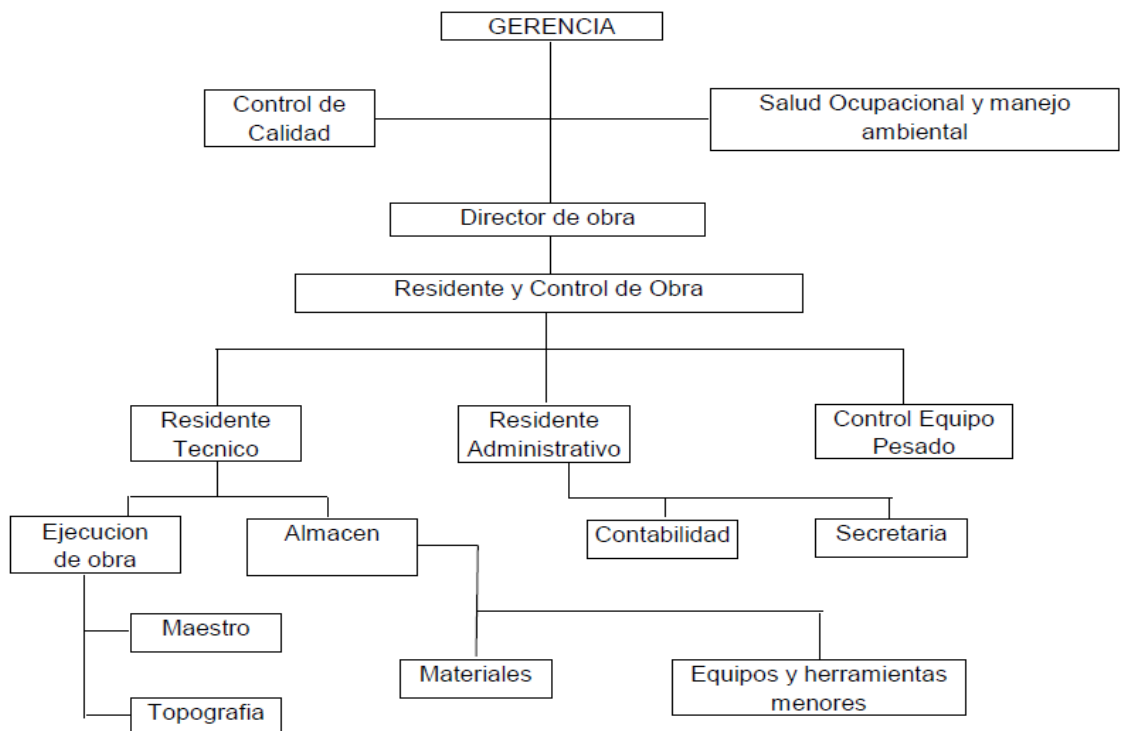 GERENCIA
Control de
Calidad
Salud Ocupacional y manejo
ambiental
Director de obra
Residente y Control de Obra
Residente
Tecnico
Residente
Administrativo
Control Equipo
Pesado
Ejecucion
de obra
Almacen
Contabilidad
Secretaria
Maestro
Materiales
Equipos y herramientas
menores
Topografia